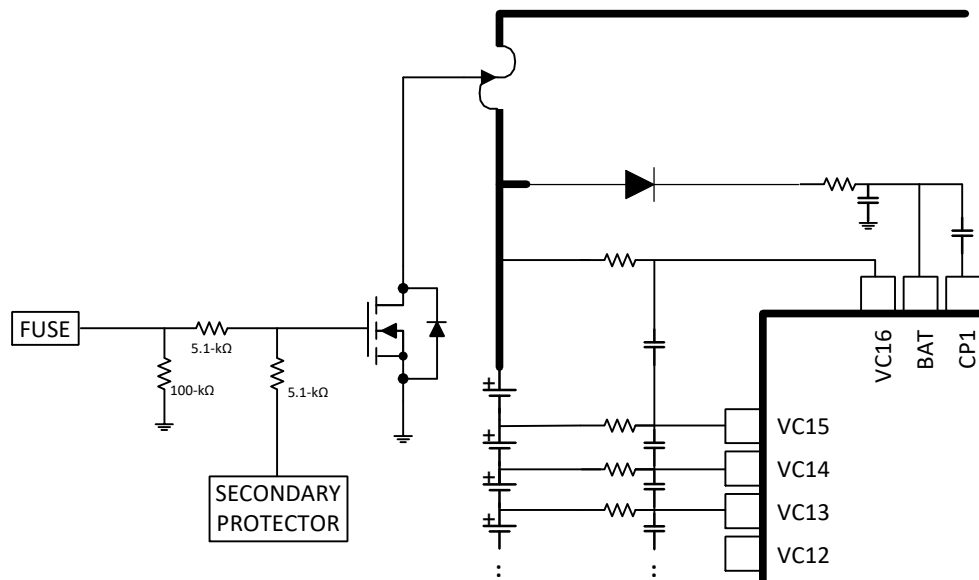 FUSE
5.1-kΩ
100-kΩ
5.1-kΩ
SECONDARY
PROTECTOR
+
+
+
+
VC16
BAT
CP1
VC15
VC14
VC13
VC12